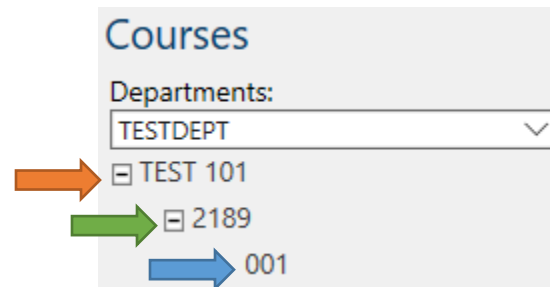 Courses
Departments:
TESTDEPT
TEST 101
2189
001